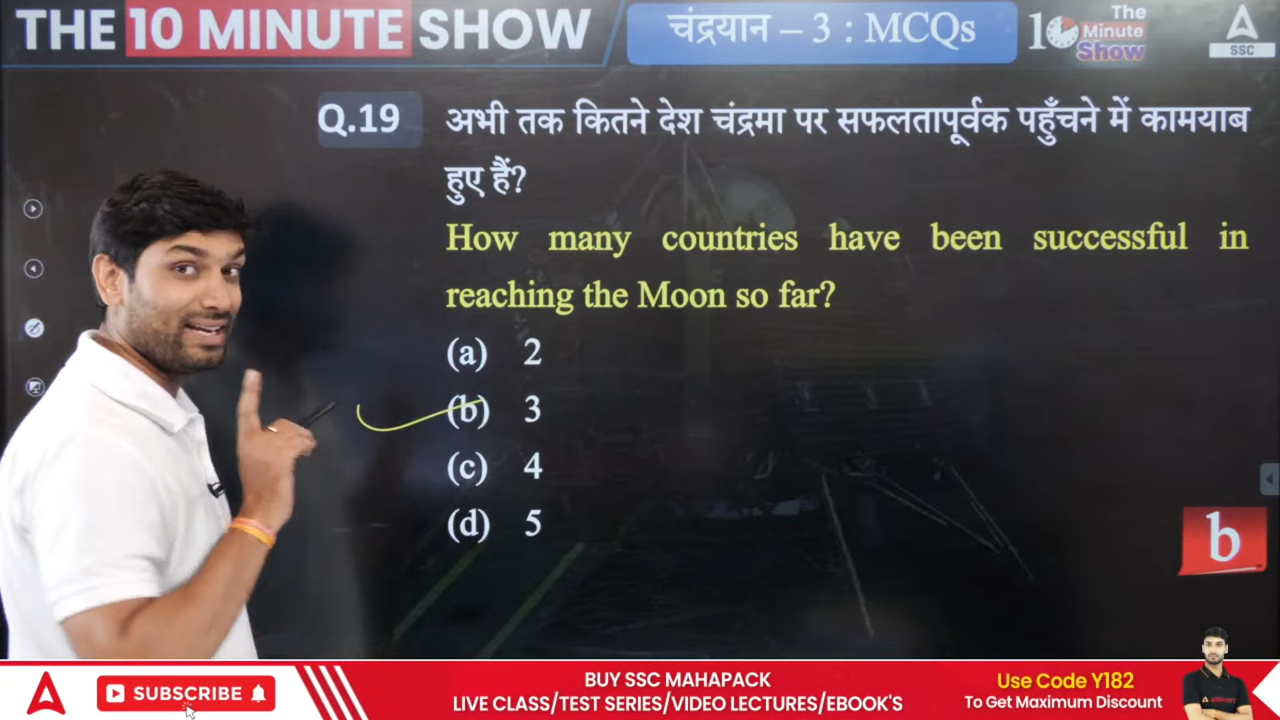 THE 10 MINUTE SHOW
चंद्रयान – 3 : MCQs
10 The Minute Show
SSC
Q.19
अभी तक कितने देश चंद्रमा पर सफलतापूर्वक पहुँचने में कामयाब
हुए हैं?
How many countries have been successful in
reaching the Moon so far?
(a) 2
(b) 3
(c) 4
(d) 5
b
SUBSCRIBE
BUY SSC MAHAPACK
LIVE CLASS/TEST SERIES/VIDEO LECTURES/EBOOK'S
Use Code Y182
To Get Maximum Discount